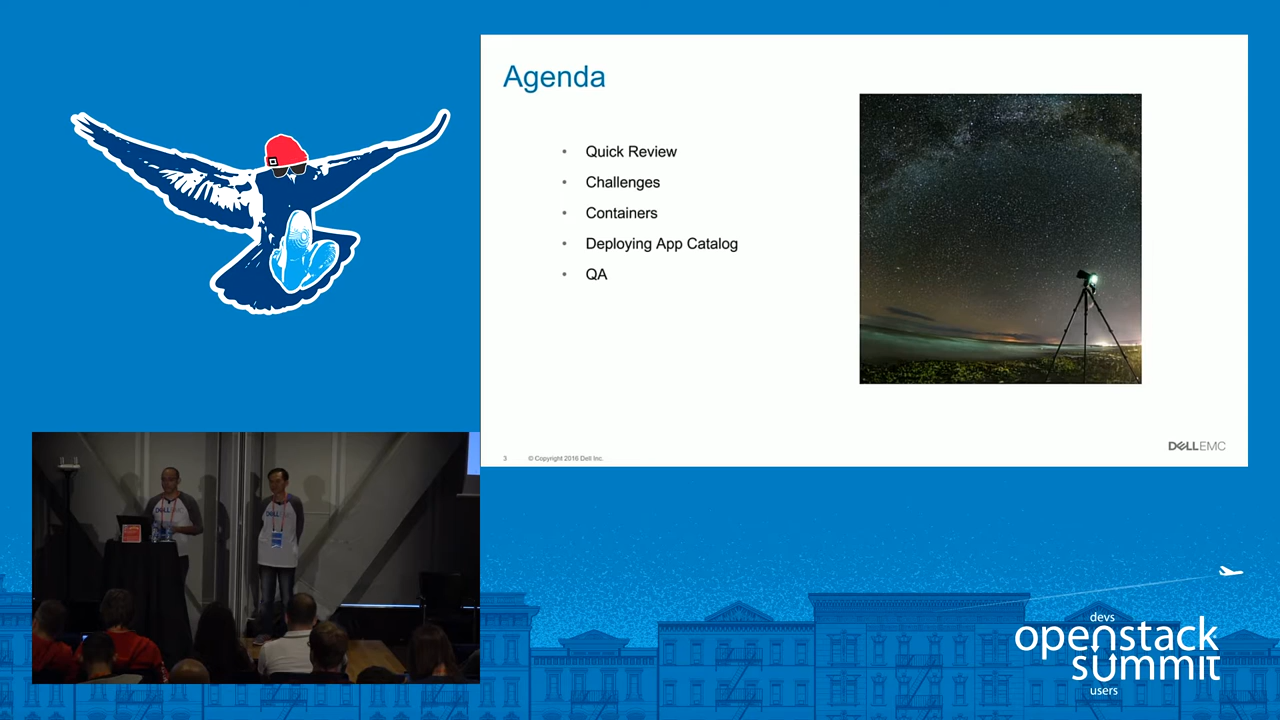 Agenda
• Quick Review
• Challenges
• Containers
• Deploying App Catalog
• QA
3 © Copyright 2016 Dell Inc.
DELLEMC
DELL
devs
openstack
summit
users